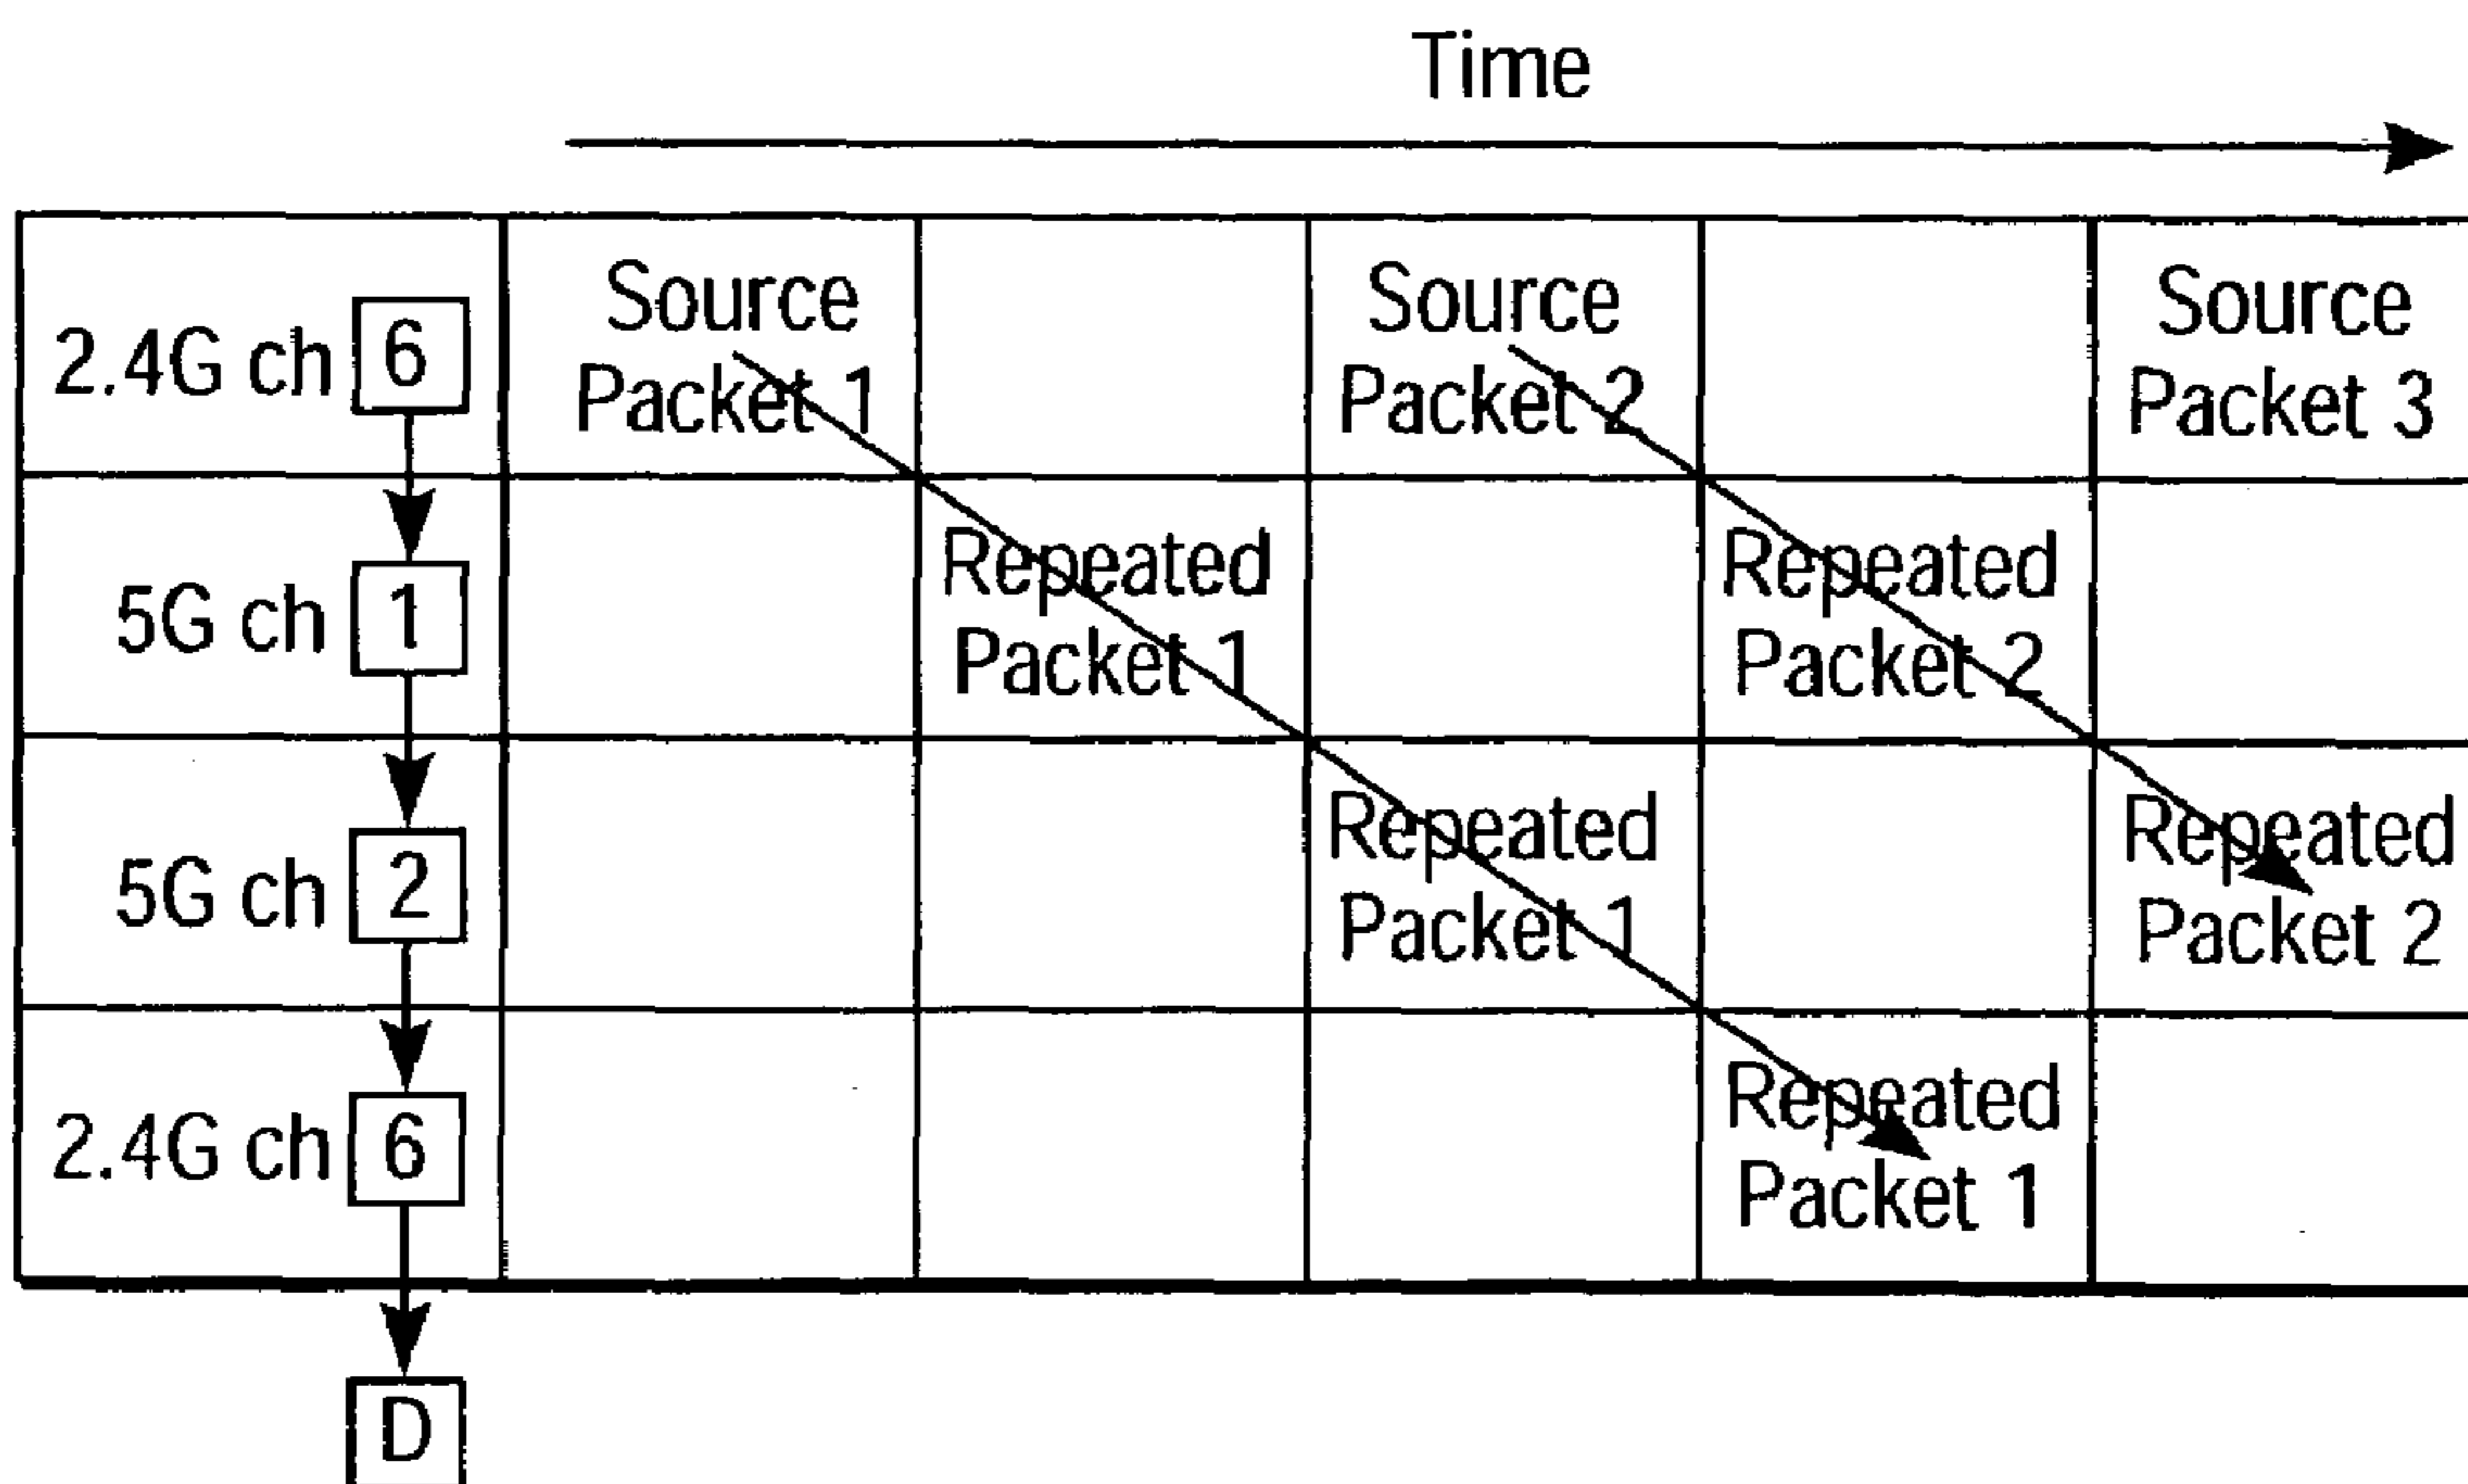 Time
2.4G ch 6
Source
Packet 1
Source
Packet 2
Source
Packet 3
5G ch 1
Repeated
Packet 1
Repeated
Packet 2
5G ch 2
Repeated
Packet 1
Repeated
Packet 2
2.4G ch 6
Repeated
Packet 1
D